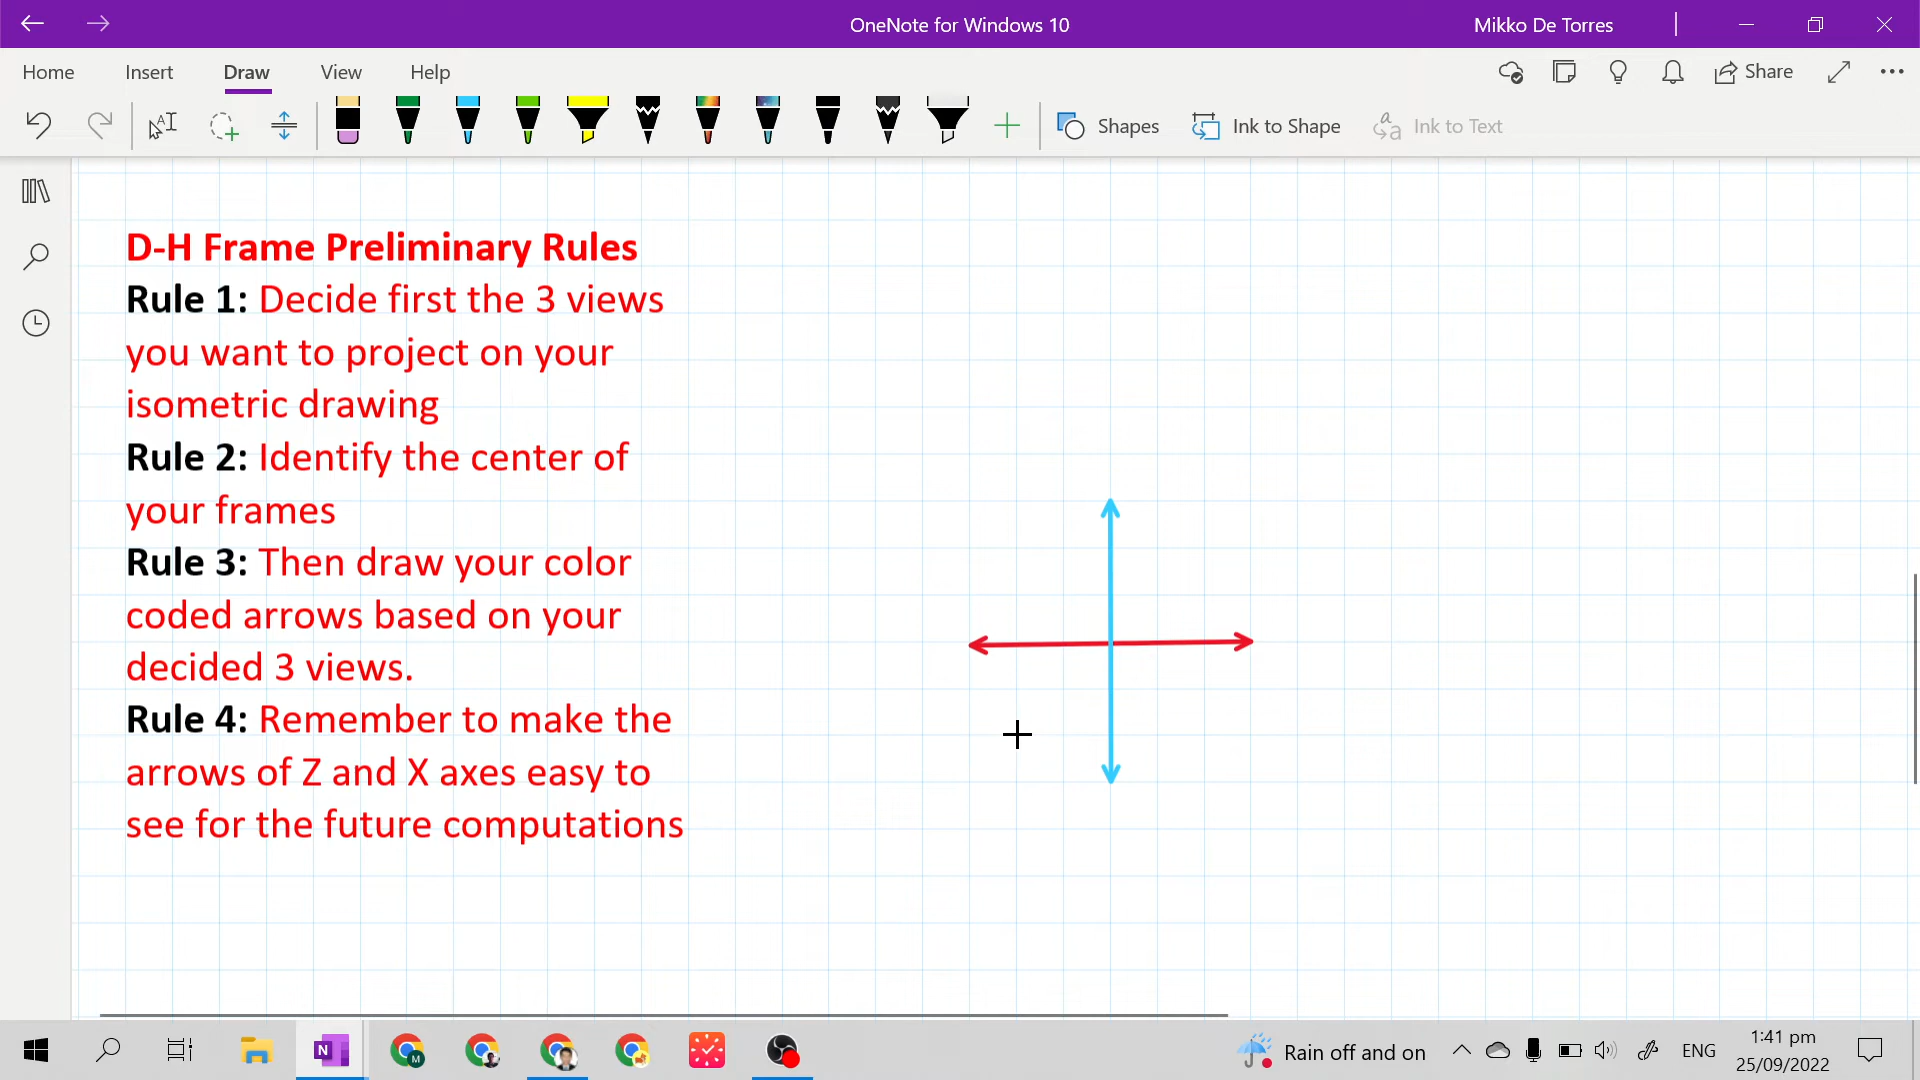 OneNote for Windows 10
Mikko De Torres
Home Insert Draw View Help
Share
Shapes
Ink to Shape
Ink to Text
D-H Frame Preliminary Rules
Rule 1: Decide first the 3 views
you want to project on your
isometric drawing
Rule 2: Identify the center of
your frames
Rule 3: Then draw your color
coded arrows based on your
decided 3 views.
Rule 4: Remember to make the
arrows of Z and X axes easy to
see for the future computations
Rain off and on
ENG
1:41 pm
25/09/2022